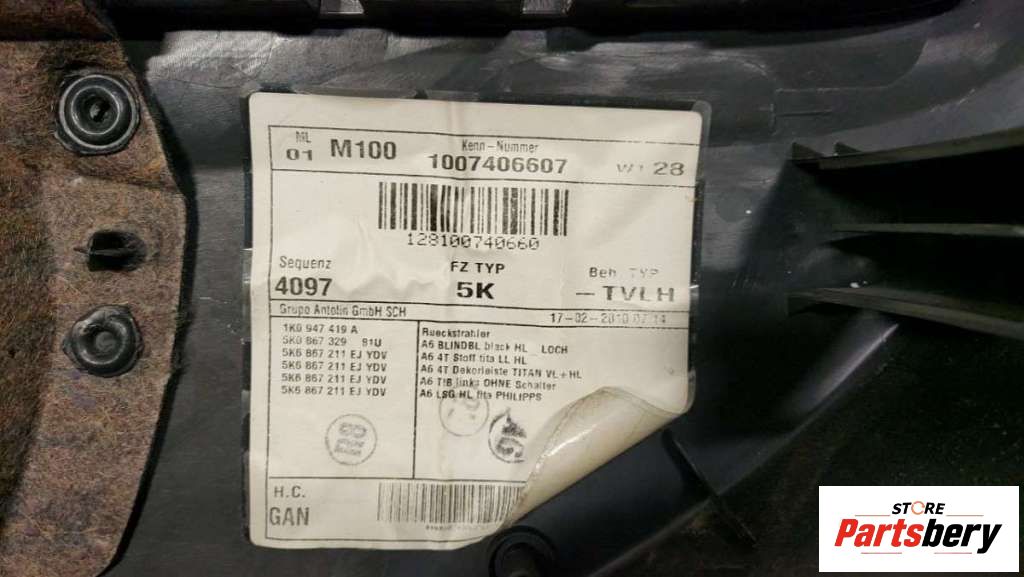 ML
01 M100
Kenn-Nummer
1007406607
WT 28
128100740660
Sequenz
4097
FZ TYP
5K
Beh TYP
-TVLH
Grupo Antolin GmbH SCH
17-02-2010 07:14
1K0 947 419 A
5K0 867 329 81U
5K6 867 211 EJ YDV
5K6 867 211 EJ YDV
5K6 867 211 EJ YDV
5K6 867 211 EJ YDV
Rueckstrahler
A6 BLINDBL black HL LOCH
A6 4T Stoff tita LL HL
A6 4T Dekorleiste TITAN VL+HL
A6 TIB links OHNE Schalter
A6 LSG HL tita PHILIPPS
H.C.
GAN
STORE
Partsbery